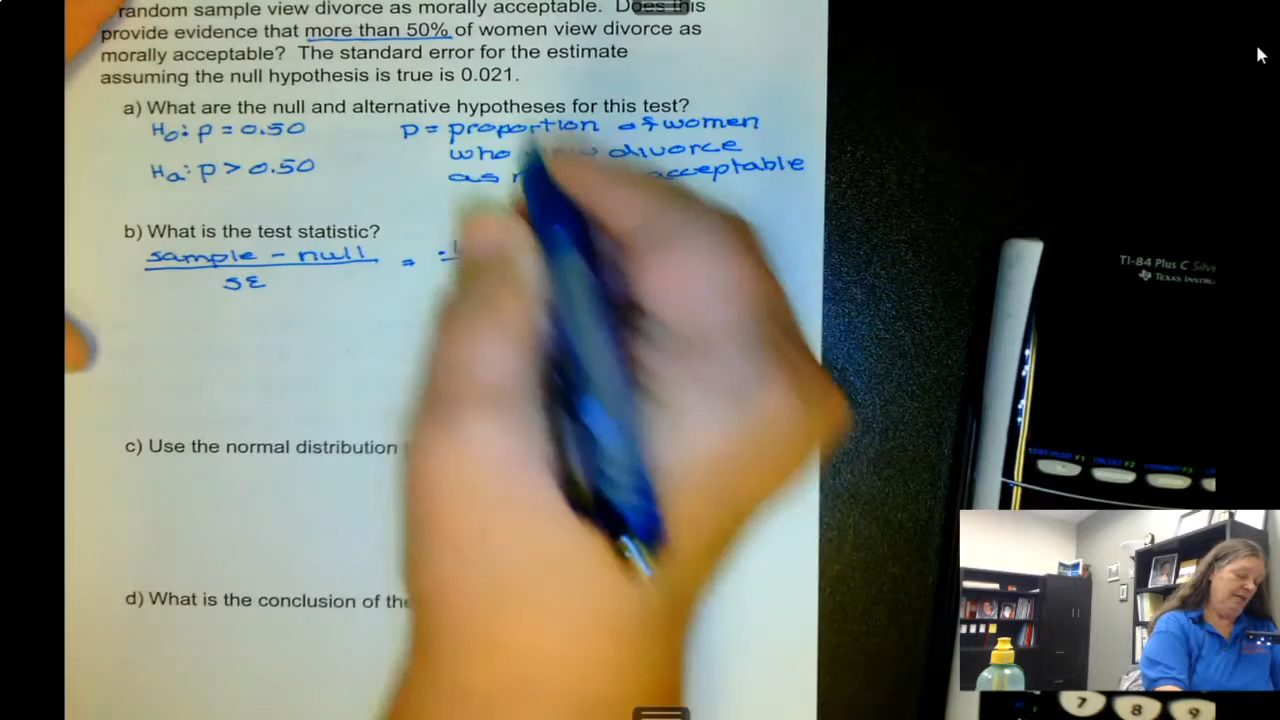 random sample view divorce as morally acceptable. Does this
provide evidence that more than 50% of women view divorce as
morally acceptable? The standard error for the estimate
assuming the null hypothesis is true is 0.021.
a) What are the null and alternative hypotheses for this test?
H₀: p = 0.50
Hₐ: p > 0.50
p = proportion of women
who divorce
as acceptable
b) What is the test statistic?
sample - null
SE
=
c) Use the normal distribution
d) What is the conclusion of the
TI-84 Plus C
TEXAS
7 8 9